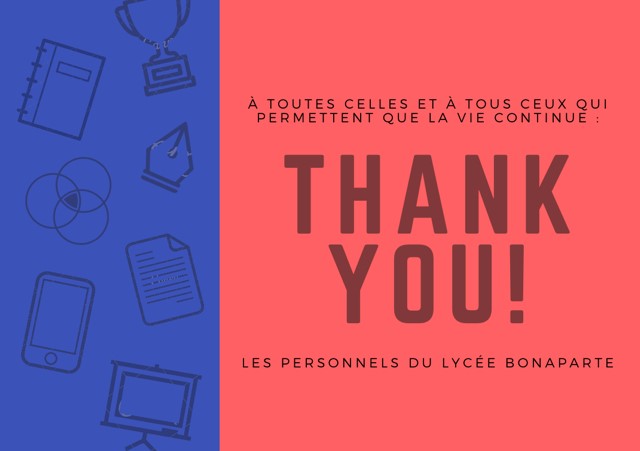 À TOUTES CELLES ET À TOUS CEUX QUI
PERMETTENT QUE LA VIE CONTINUE :
THANK
YOU!
LES PERSONNELS DU LYCÉE BONAPARTE